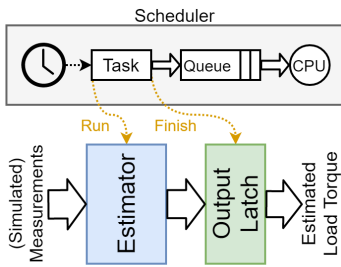 Scheduler
Task
Queue
CPU
Run
Finish
(Simulated)
Measurements
Estimator
Output
Latch
Estimated
Load Torque